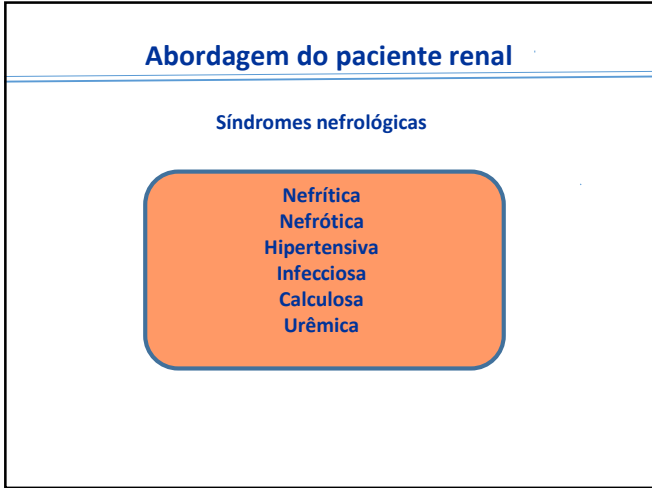 Abordagem do paciente renal
Síndromes nefrológicas
Nefrítica
Nefrótica
Hipertensiva
Infecciosa
Calculosa
Urêmica